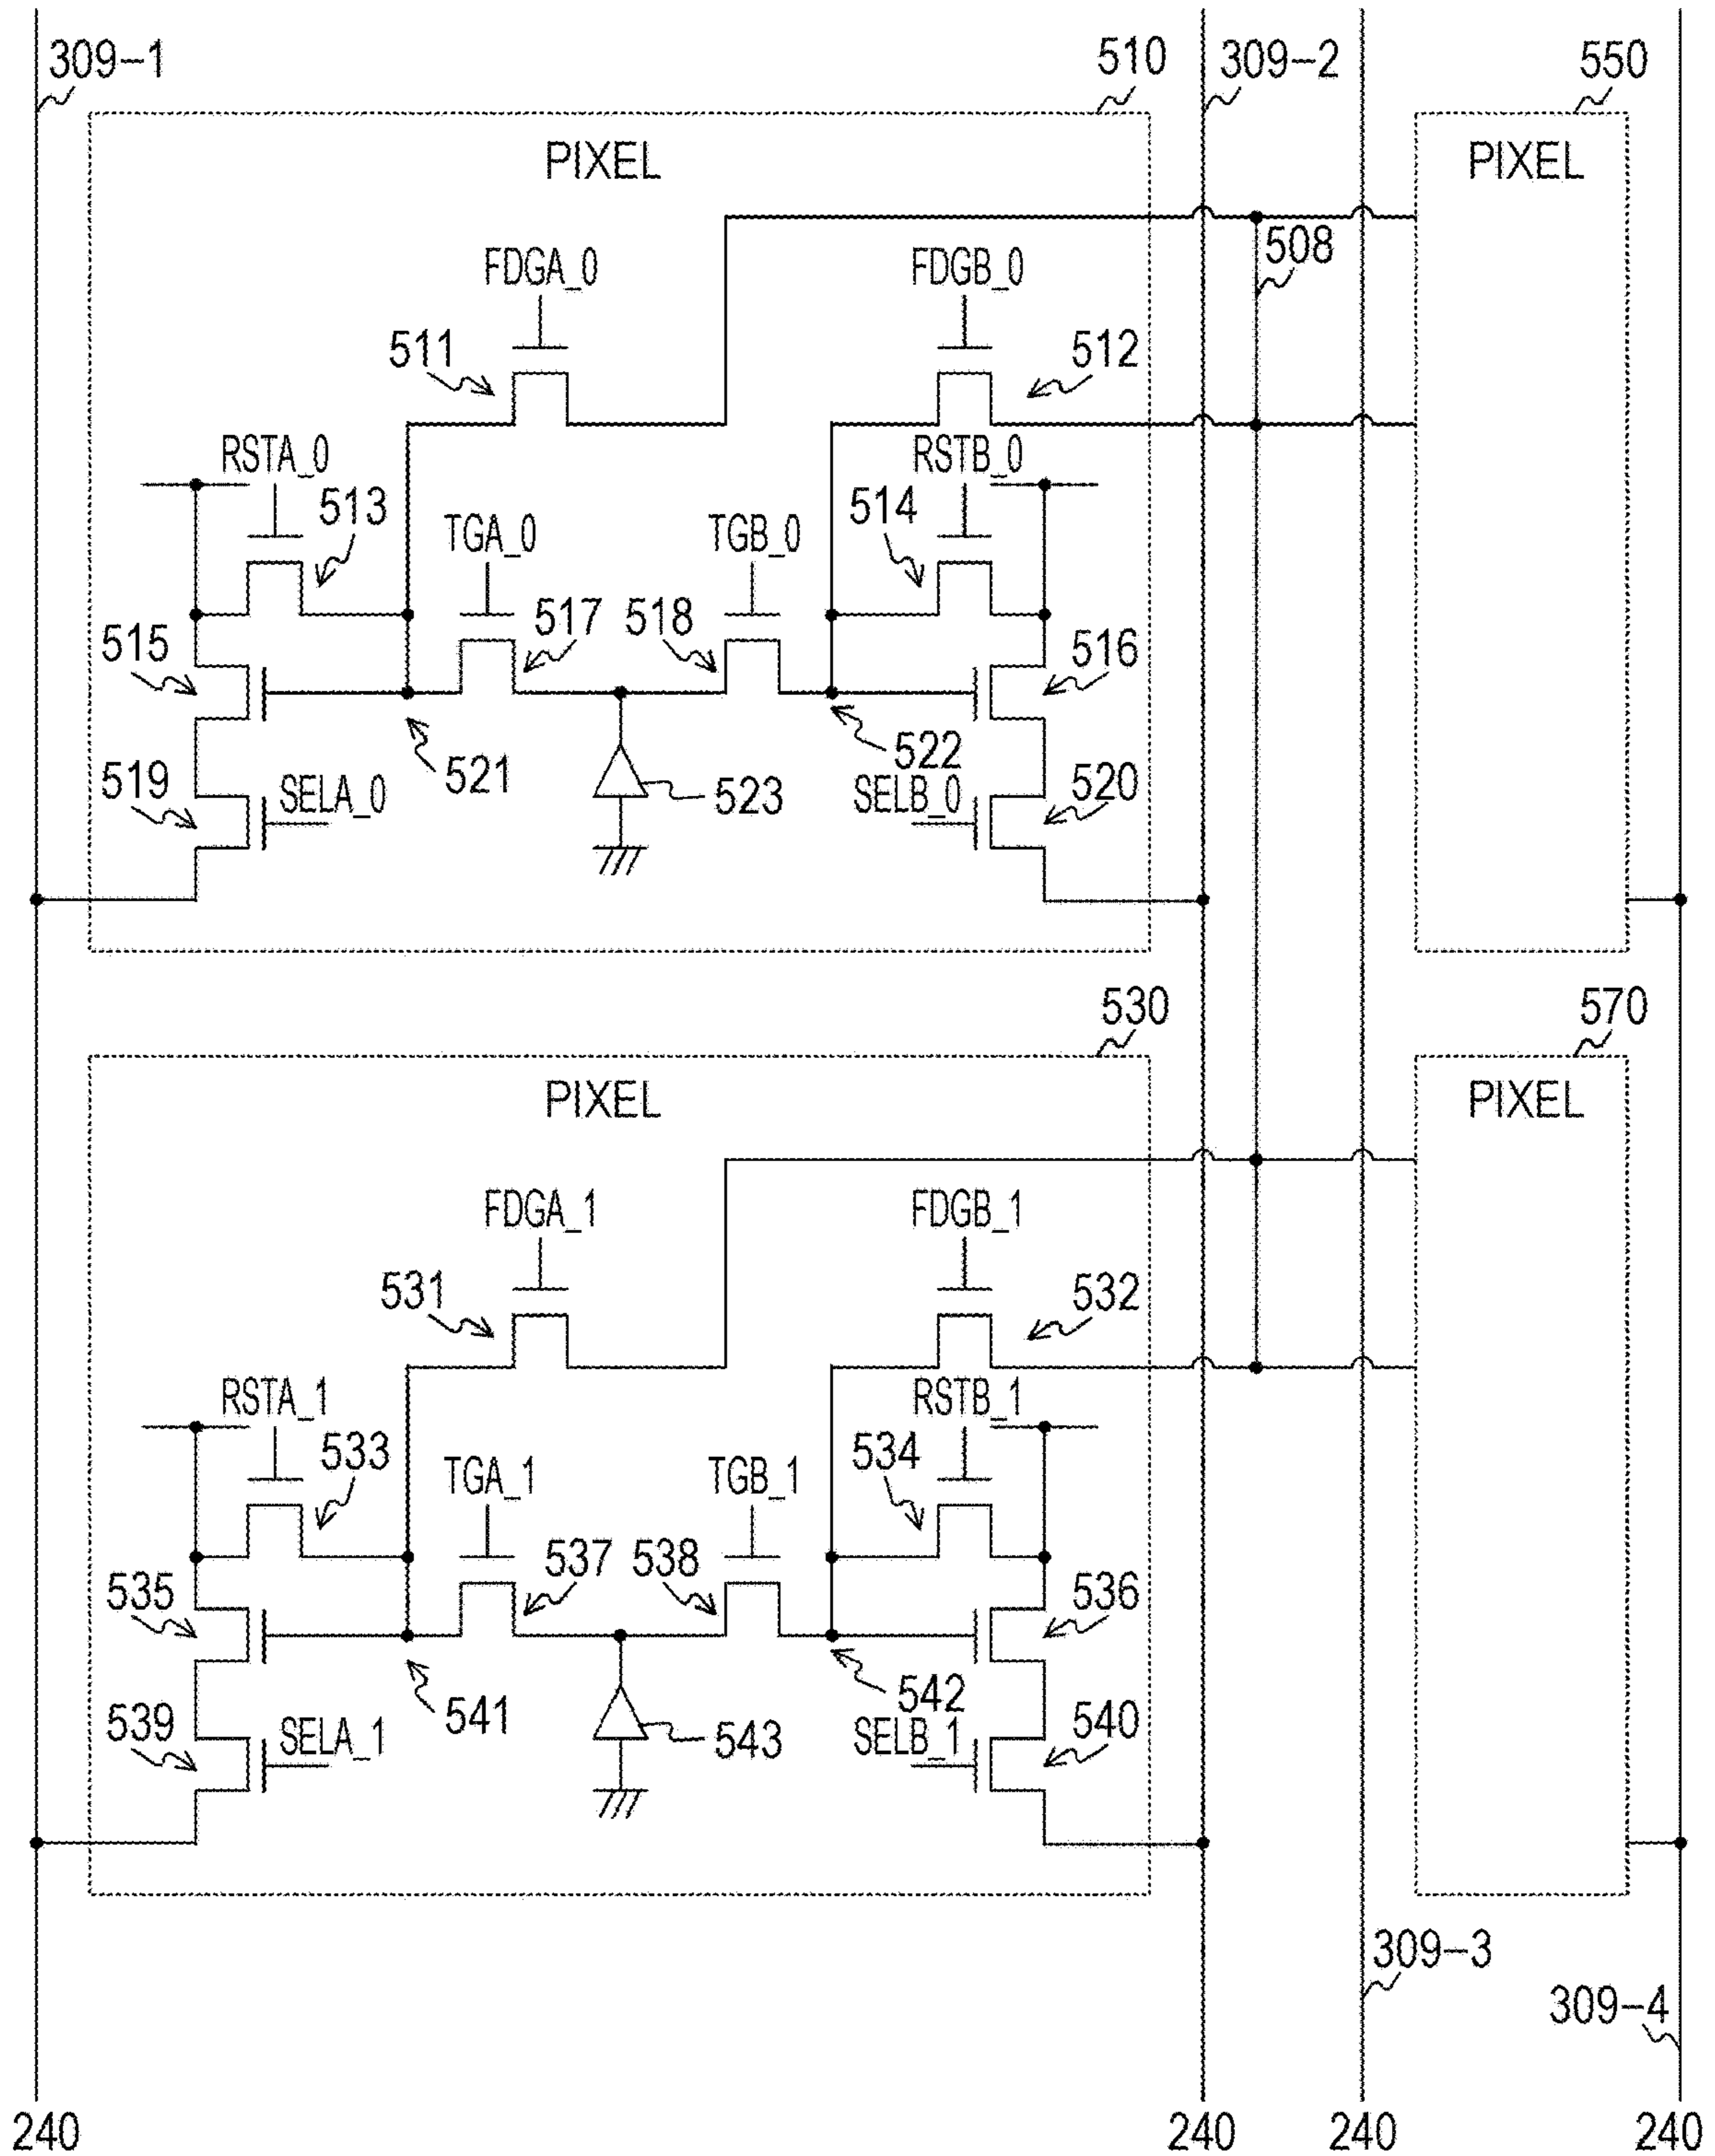 309-1
510
309-2
550
PIXEL
PIXEL
508
FDGA_0
FDGB_0
511
512
RSTA_0
RSTB_0
513
514
TGA_0
TGB_0
515
517
518
516
521
522
519
SELA_0
523
SELB_0
520
530
570
PIXEL
PIXEL
FDGA_1
FDGB_1
531
532
RSTA_1
RSTB_1
533
534
TGA_1
TGB_1
535
537
538
536
541
542
539
SELA_1
543
SELB_1
540
309-3
309-4
240
240
240
240